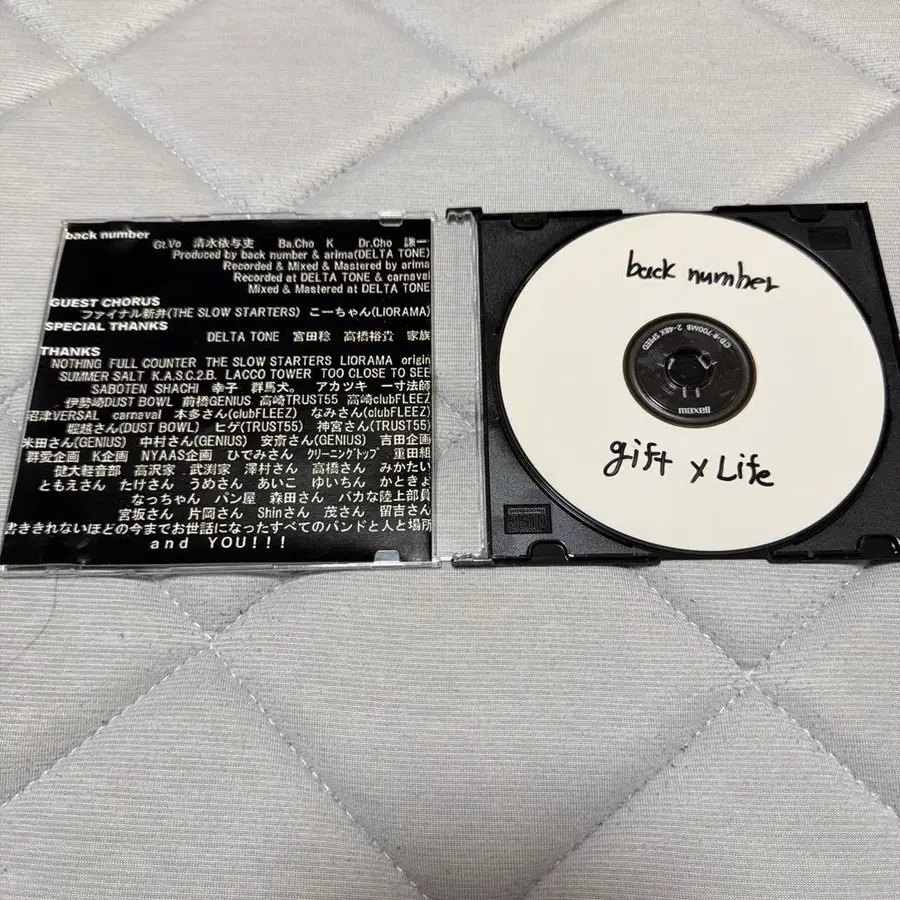 back number
Gt.Vo 清水依与吏 Ba.Cho K Dr.Cho 謙一
Produced by back number & arima(DELTA TONE)
Recorded & Mixed & Mastered by arima
Recorded at DELTA TONE & carnaval
Mixed & Mastered at DELTA TONE
GUEST CHORUS
ファイナル新井(THE SLOW STARTERS) こーちゃん(LIORAMA)
SPECIAL THANKS
DELTA TONE 宮田稔 高橋裕貴 家族
THANKS
NOTHING FULL COUNTER THE SLOW STARTERS LIORAMA origin
SUMMER SALT K.A.S.C.2.B. LACCO TOWER TOO CLOSE TO SEE
SABOTEN SHACHI 幸子 群馬犬。 アカツキ 一寸法師
伊勢崎DUST BOWL 前橋GENIUS 高崎TRUST55 高崎clubFLEEZ
沼津VERSAL carnaval 本多さん(clubFLEEZ) なみさん(clubFLEEZ)
堀越さん(DUST BOWL) ヒゲ(TRUST55) 神宮さん(TRUST55)
米田さん(GENIUS) 中村さん(GENIUS) 安斎さん(GENIUS) 吉田企画
群愛企画 K企画 NYAAS企画 ひでみさん クリーニングトップ 重田組
健大軽音部 高沢家 武渕家 澤村さん 高橋さん みかたい
ともえさん たけさん うめさん あいこ ゆいちん かときょ
なっちゃん パン屋 森田さん バカな陸上部員
宮坂さん 片岡さん Shinさん 茂さん 留吉さん
書ききれないほどの今までお世話になったすべてのバンドと人と場所
and YOU!!!
back number
CD-R 700MB 2-48X SPEED
maxell
gift x Life